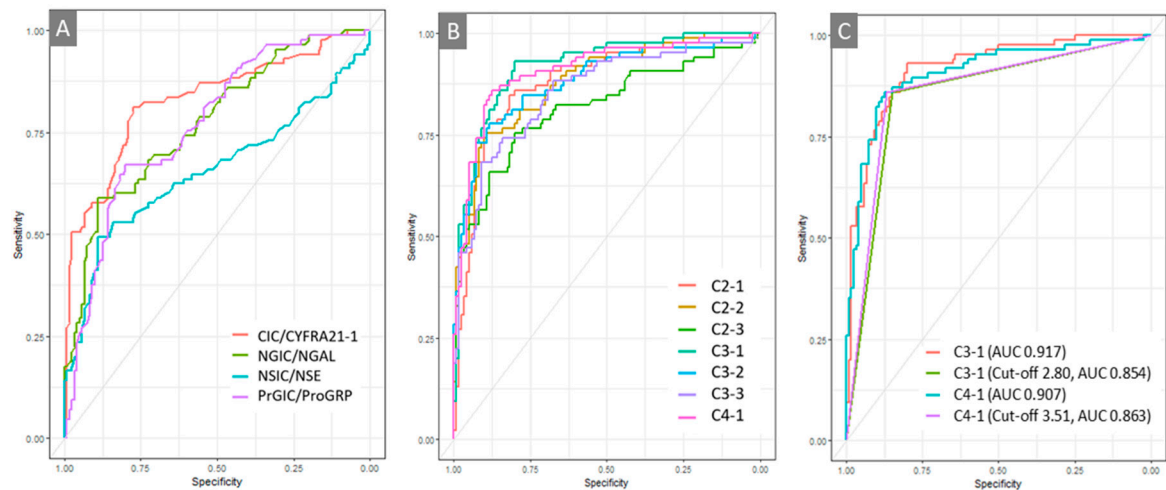 A
1.00
0.75
0.50
0.25
0.00
Sensitivity
1.00
0.75
0.50
0.25
0.00
Specificity
CIC/CYFRA21-1
NGIC/NGAL
NSIC/NSE
PrGIC/ProGRP
B
1.00
0.75
0.50
0.25
0.00
Sensitivity
1.00
0.75
0.50
0.25
0.00
Specificity
C2-1
C2-2
C2-3
C3-1
C3-2
C3-3
C4-1
C
1.00
0.75
0.50
0.25
0.00
Sensitivity
1.00
0.75
0.50
0.25
0.00
Specificity
C3-1 (AUC 0.917)
C3-1 (Cut-off 2.80, AUC 0.854)
C4-1 (AUC 0.907)
C4-1 (Cut-off 3.51, AUC 0.863)